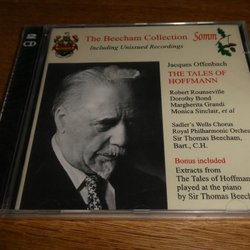 The Beecham Collection
Including Unissued Recordings
Somm
Jacques Offenbach
THE TALES OF
HOFFMANN
Robert Rounseville
Dorothy Bond
Margherita Grandi
Monica Sinclair, et al
Sadler's Wells Chorus
Royal Philharmonic Orche
Sir Thomas Beecham,
Bart., C.H.
Bonus included
Extracts from
The Tales of Hoffmann
played at the piano
by Sir Thomas Beech